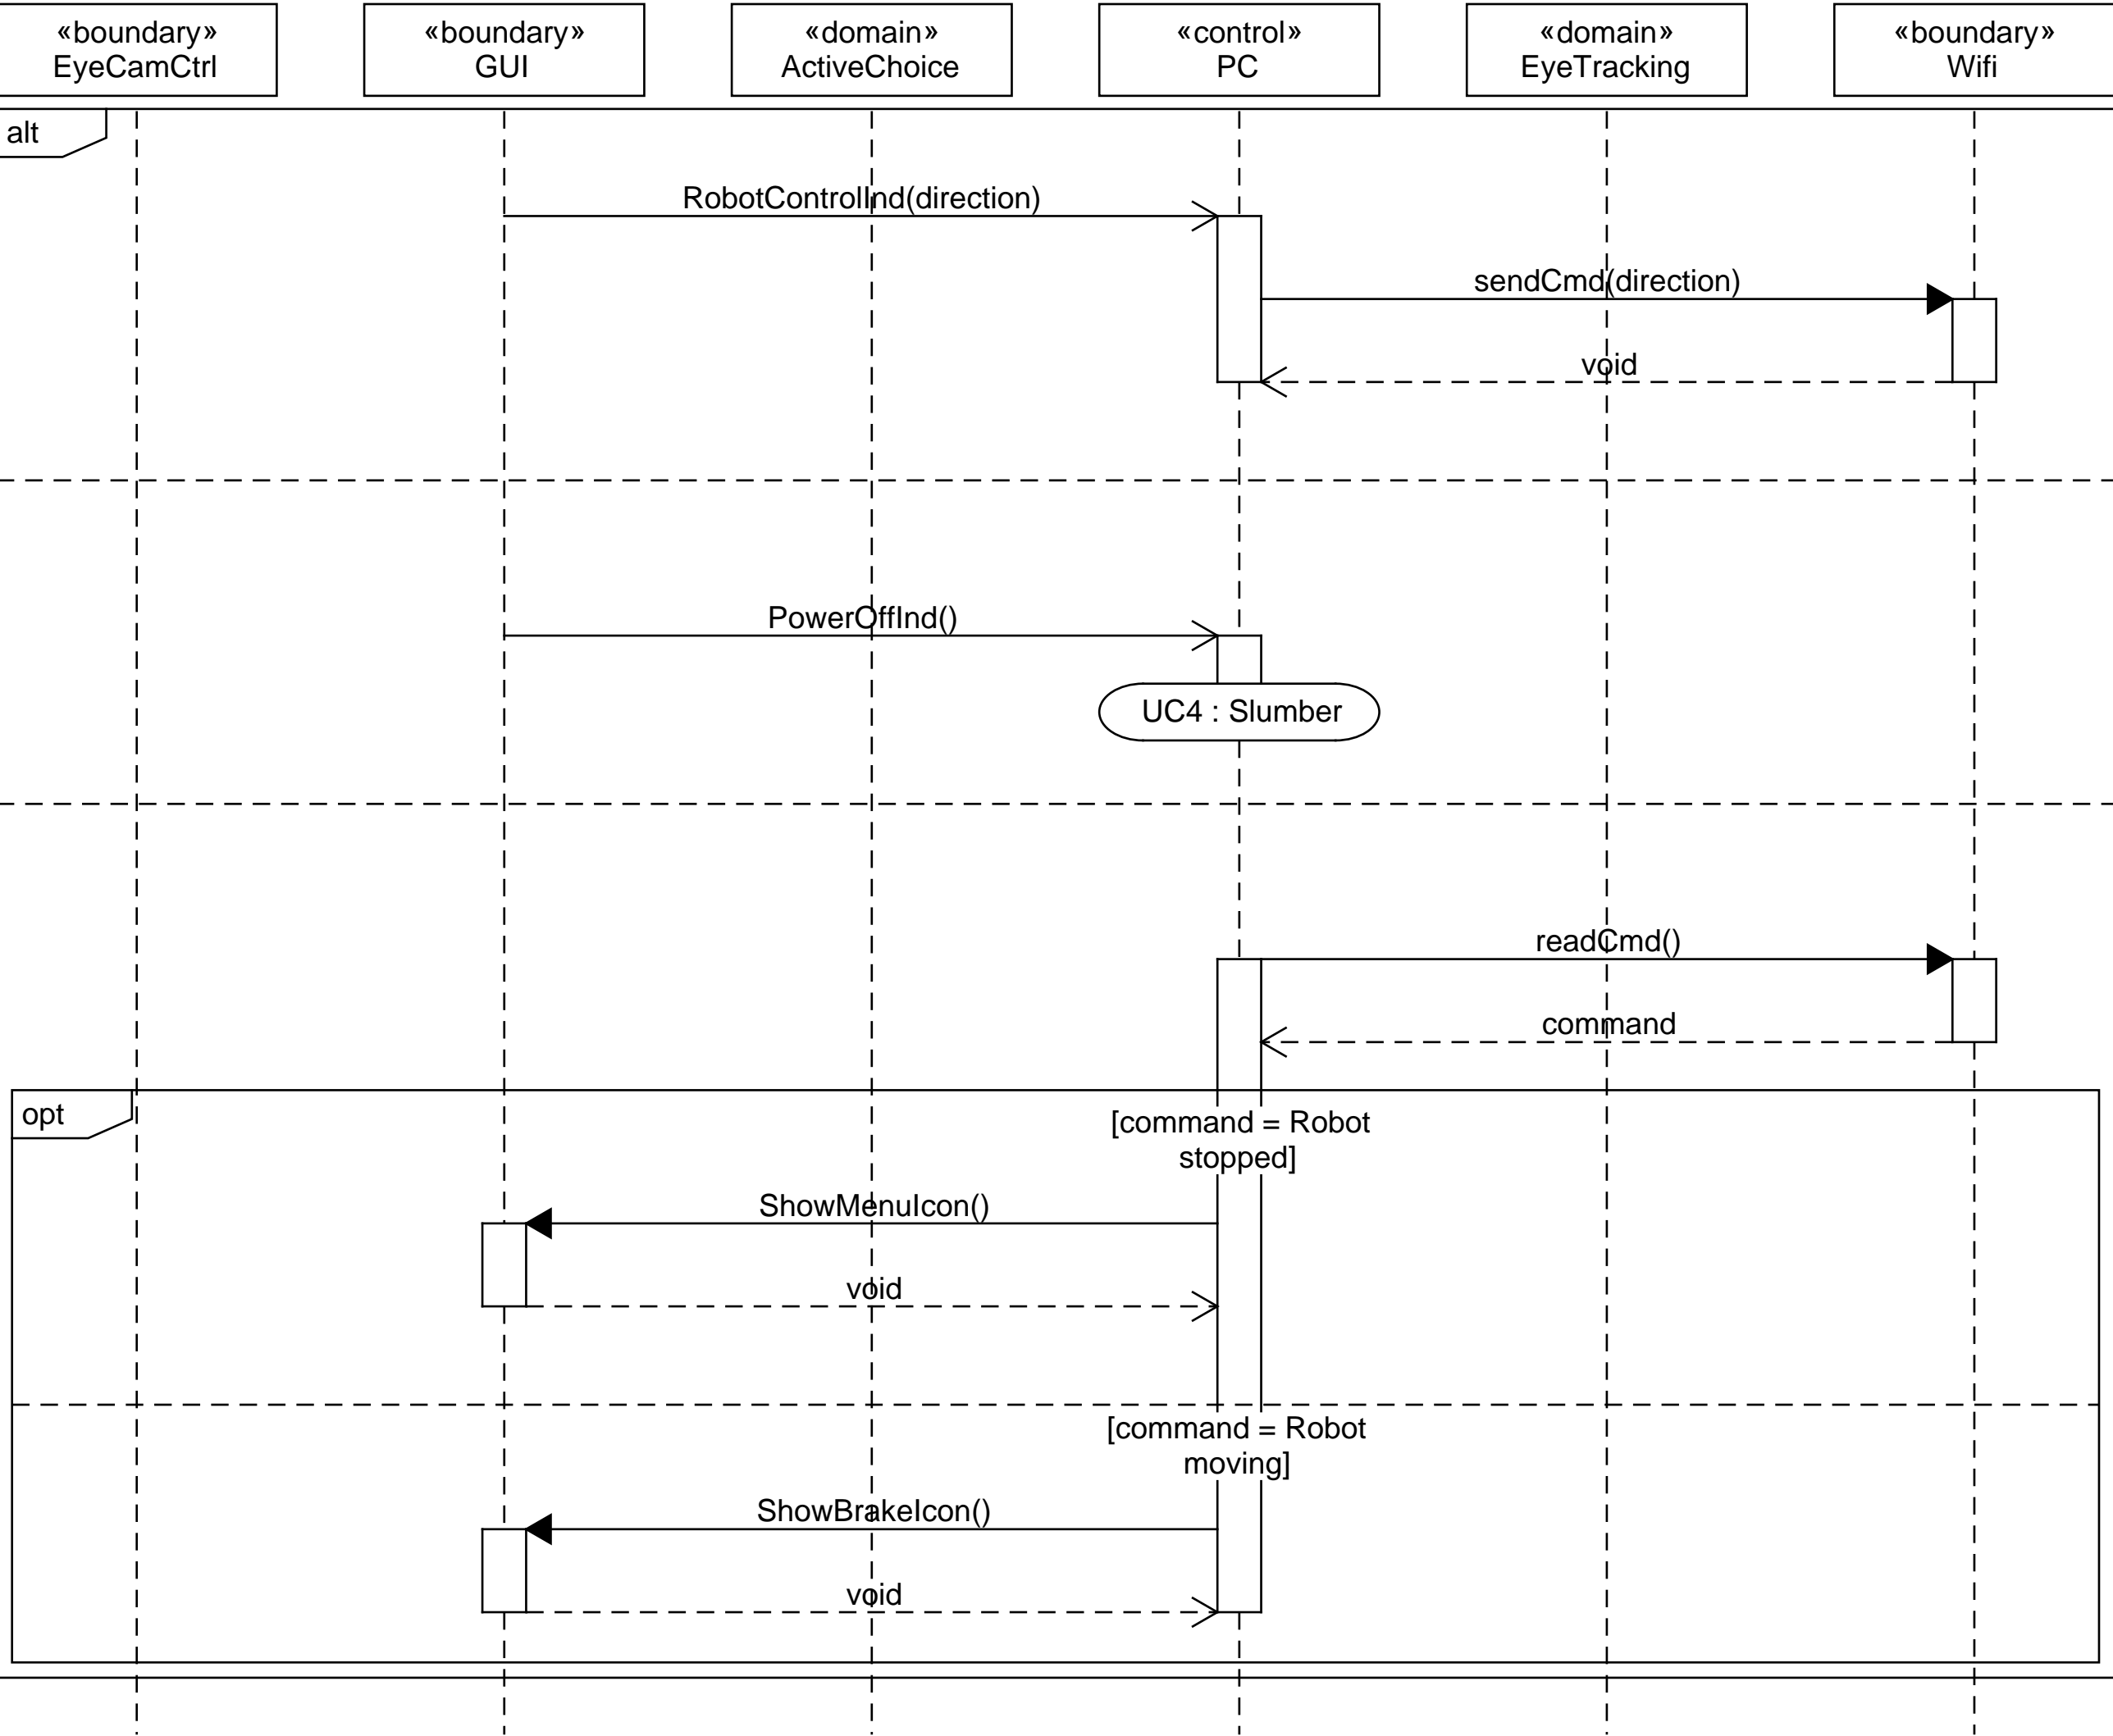 «boundary»
EyeCamCtrl
«boundary»
GUI
«domain»
ActiveChoice
«control»
PC
«domain»
EyeTracking
«boundary»
Wifi
alt
RobotControlInd(direction)
sendCmd(direction)
void
PowerOffInd()
UC4 : Slumber
readCmd()
command
opt
[command = Robot
stopped]
ShowMenuIcon()
void
[command = Robot
moving]
ShowBrakeIcon()
void